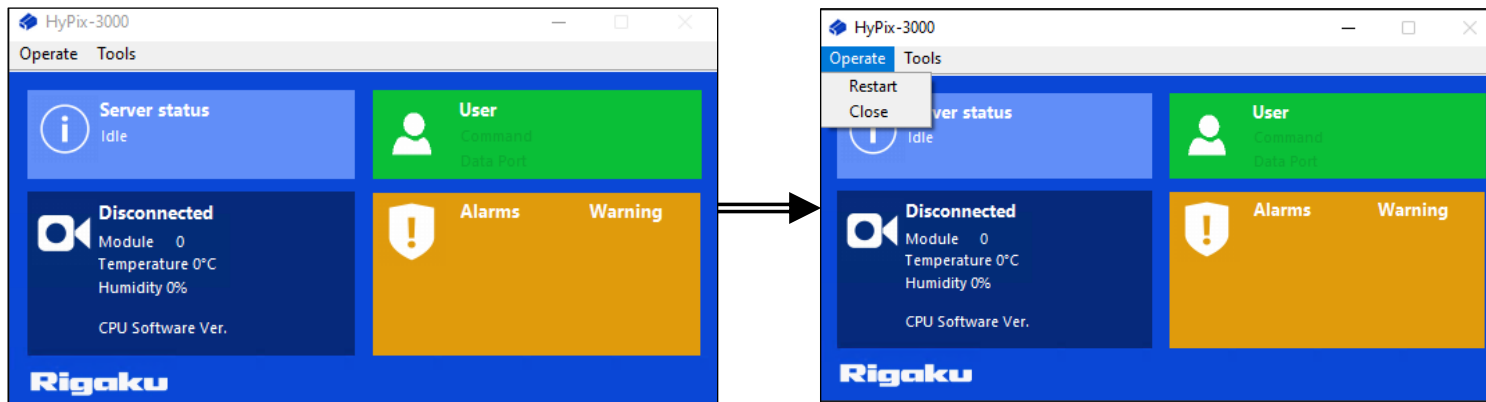 HyPix-3000
Operate Tools
Server status
Idle
User
Command
Data Port
Disconnected
Module 0
Temperature 0°C
Humidity 0%
CPU Software Ver.
Alarms Warning
Rigaku
HyPix-3000
Operate Tools
Restart
Close
ver status
Idle
User
Command
Data Port
Disconnected
Module 0
Temperature 0°C
Humidity 0%
CPU Software Ver.
Alarms Warning
Rigaku